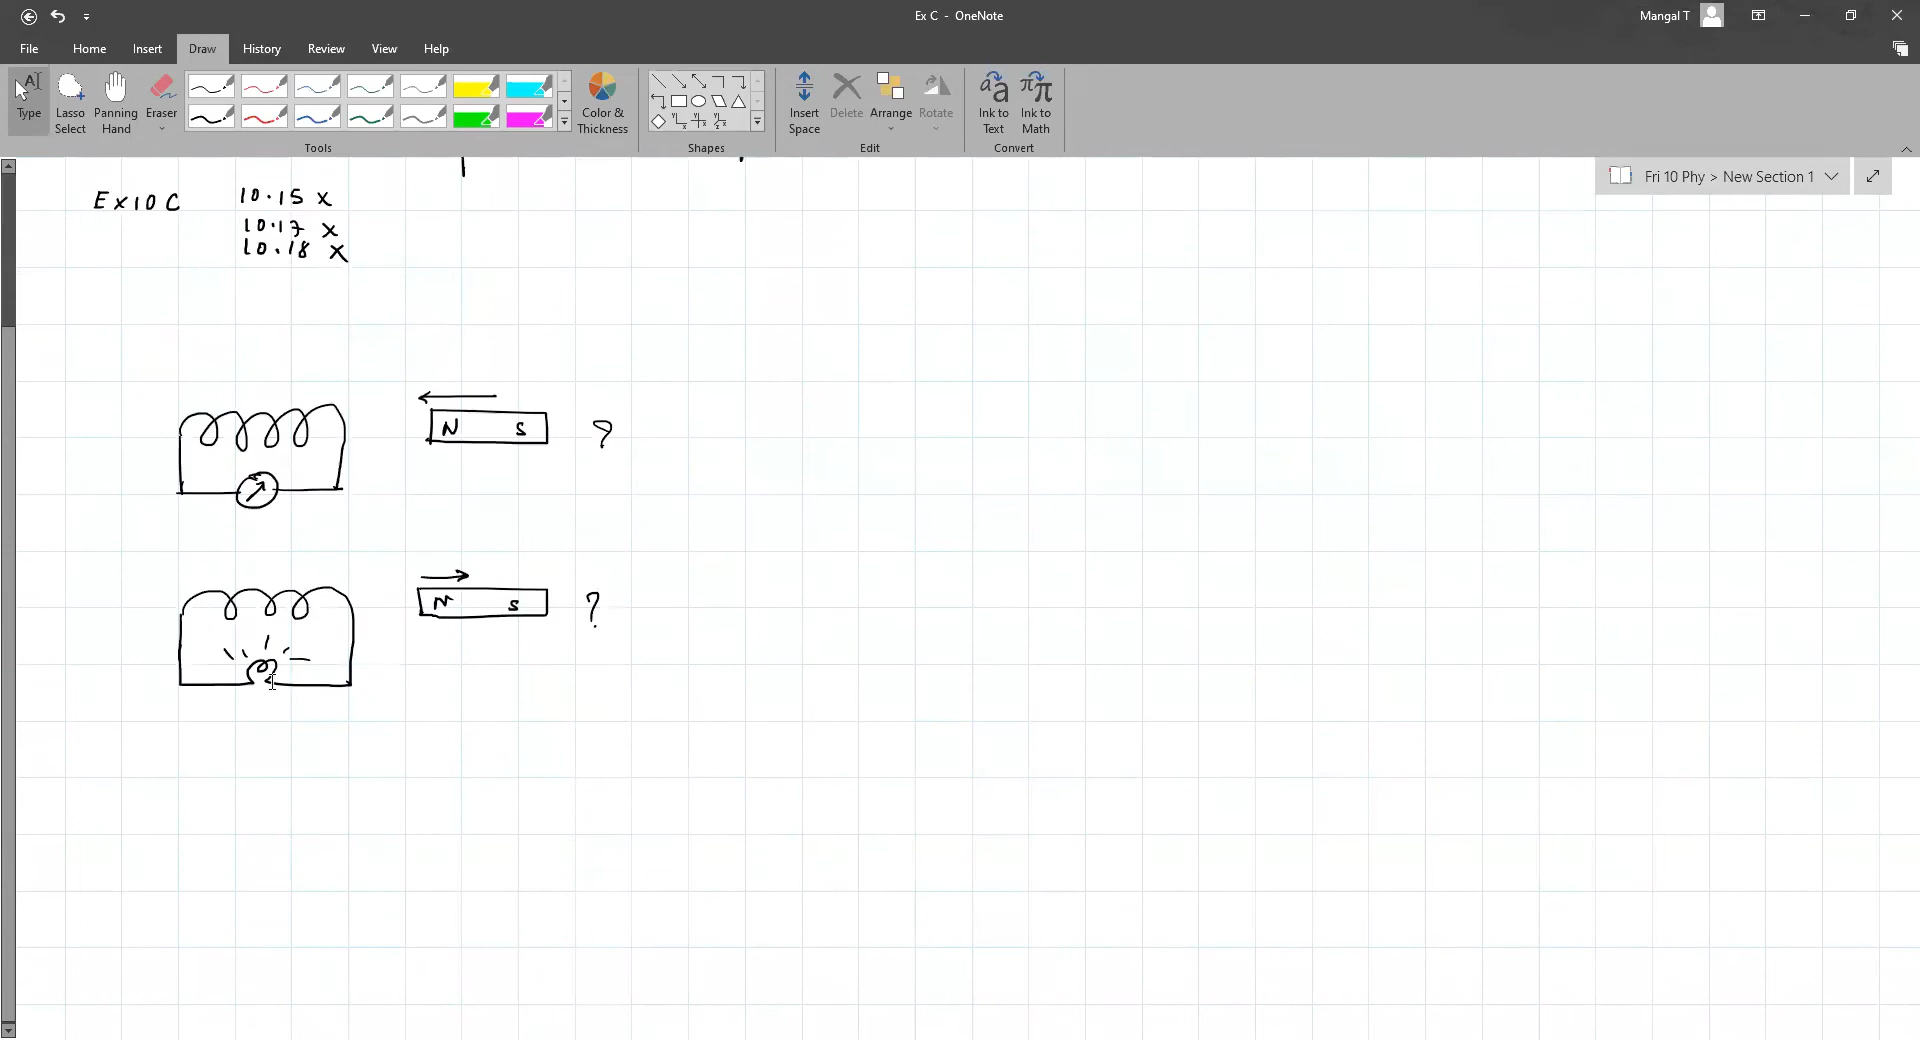 Ex C - OneNote
Mangal T
File Home Insert Draw History Review View Help
Type
Lasso Select
Panning Hand
Eraser
Color & Thickness
Insert Space
Delete
Arrange
Rotate
Ink to Text
Ink to Math
Tools
Shapes
Edit
Convert
Fri 10 Phy > New Section 1
Ex10 C 10.15 x
10.17 x
10.18 x
N S ?
N S ?